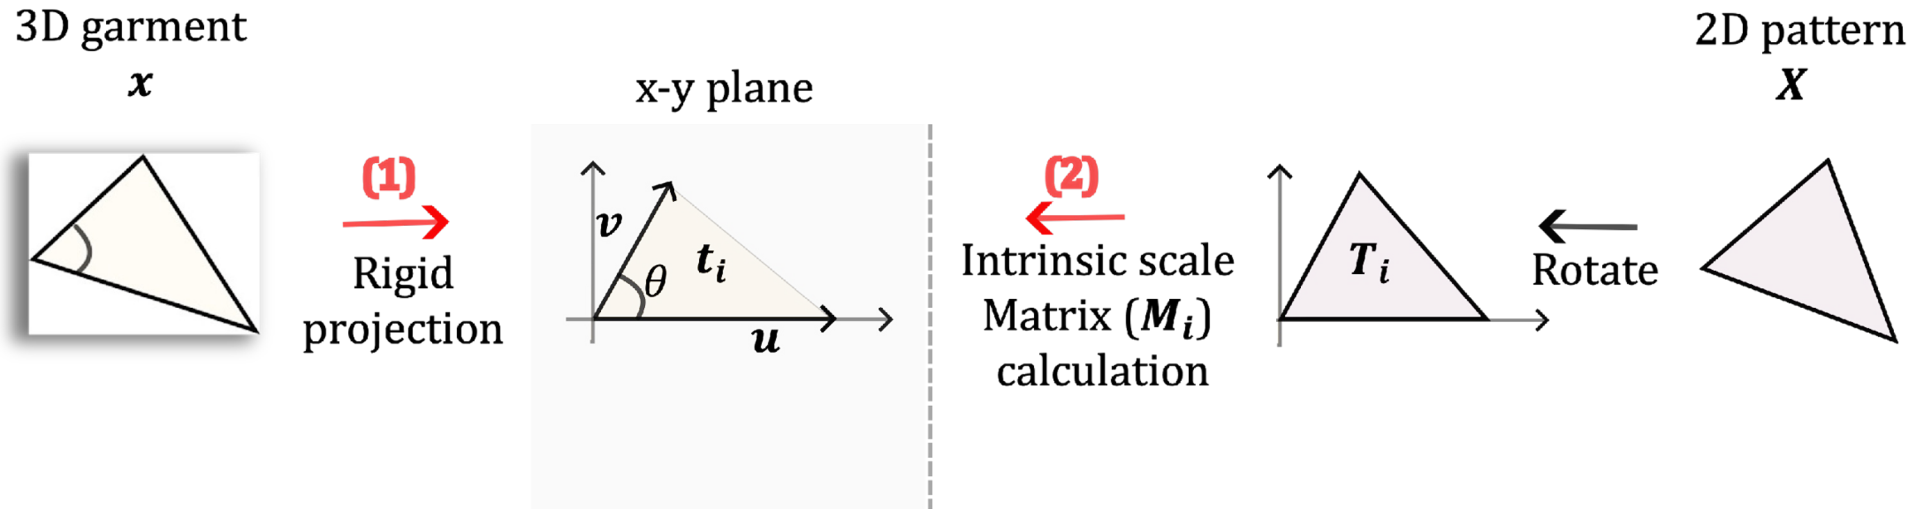 3D garment
x
(1)
Rigid
projection
x-y plane
v
θ
t_i
u
(2)
Intrinsic scale
Matrix (M_i)
calculation
T_i
Rotate
2D pattern
X